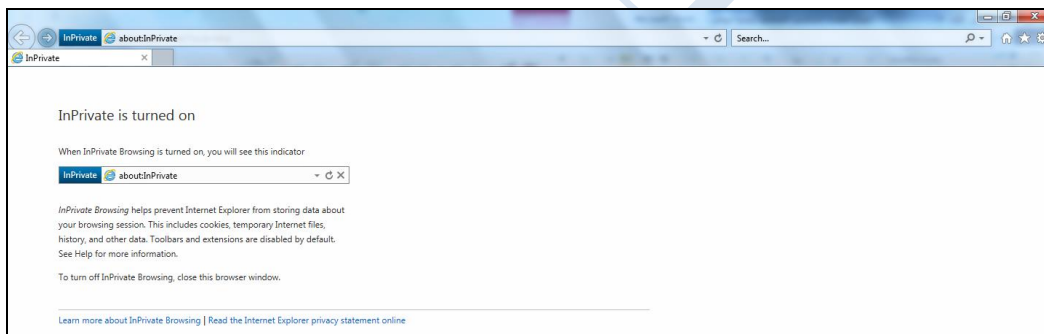 InPrivate about:InPrivate Search...
InPrivate
InPrivate is turned on
When InPrivate Browsing is turned on, you will see this indicator
InPrivate about:InPrivate
InPrivate Browsing helps prevent Internet Explorer from storing data about
your browsing session. This includes cookies, temporary Internet files,
history, and other data. Toolbars and extensions are disabled by default.
See Help for more information.
To turn off InPrivate Browsing, close this browser window.
Learn more about InPrivate Browsing | Read the Internet Explorer privacy statement online